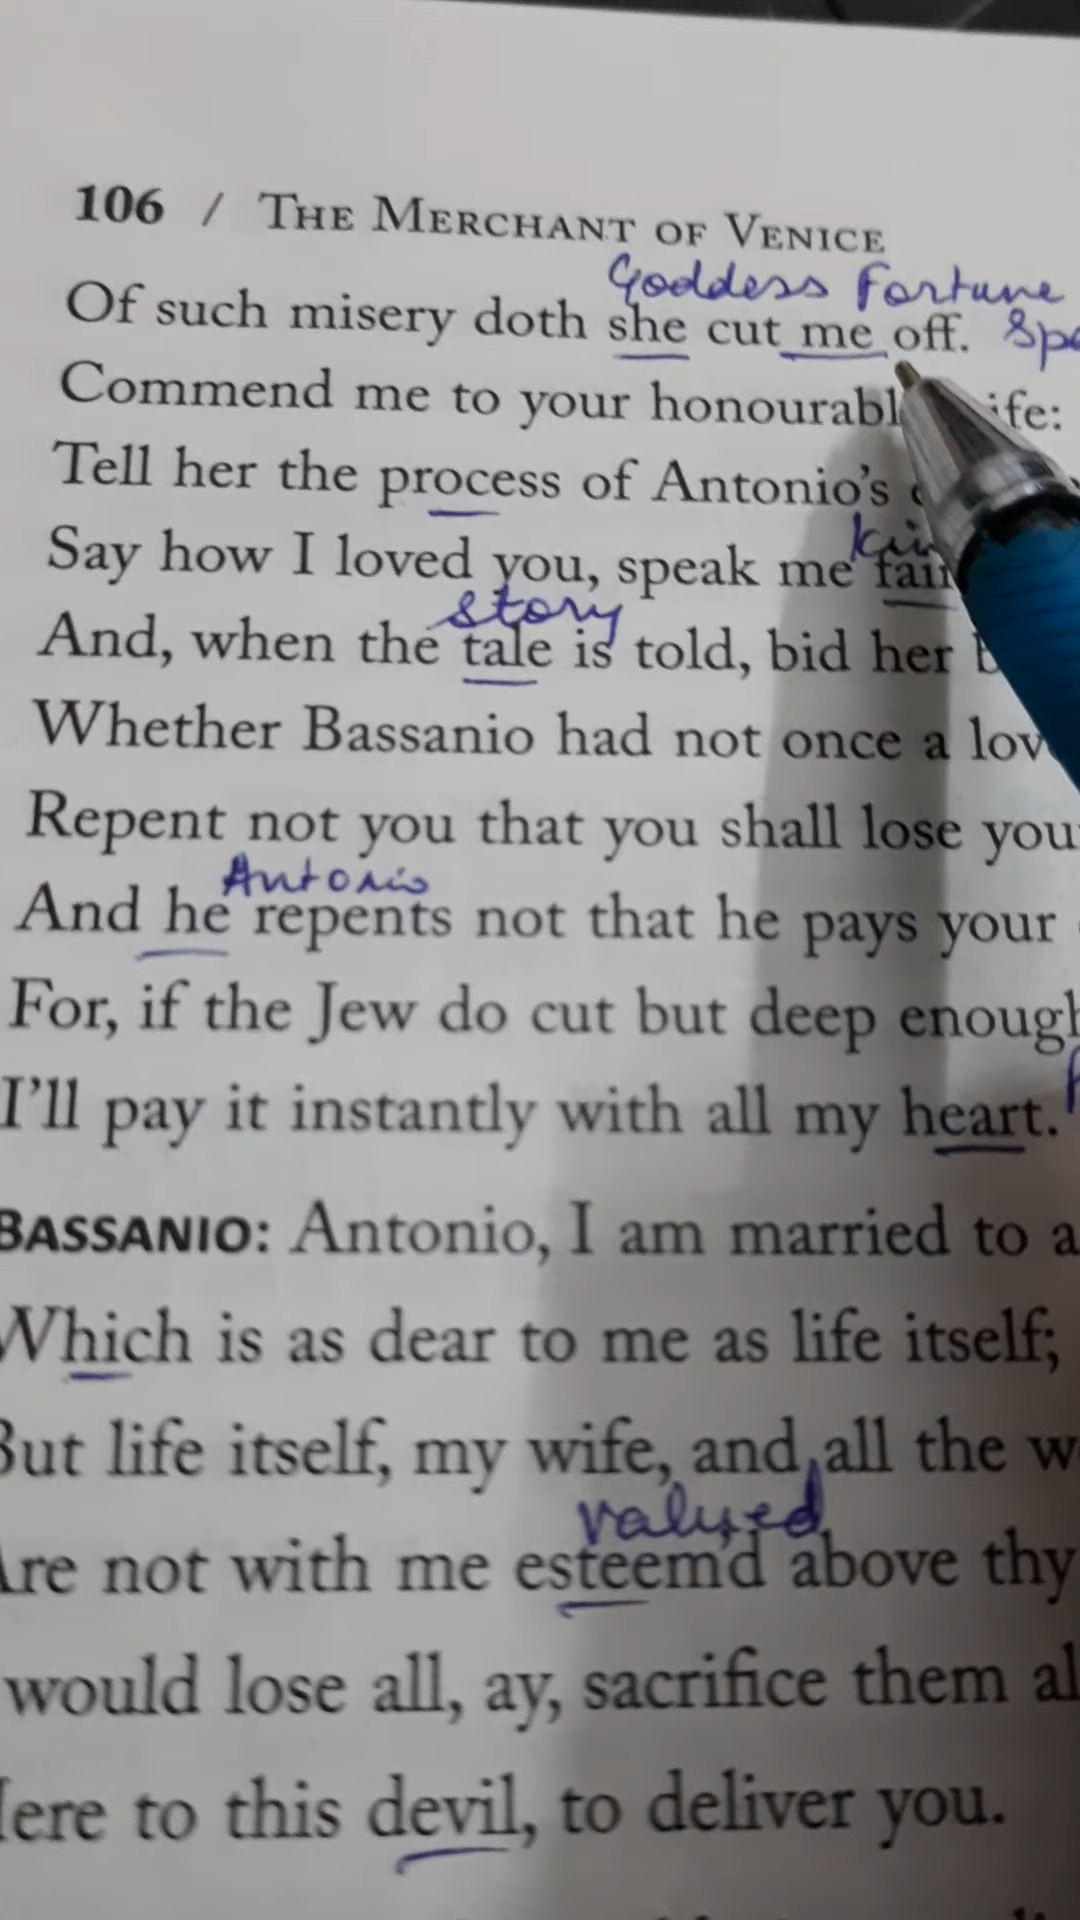 106 / THE MERCHANT OF VENICE
Goddess Fortune
Of such misery doth she cut me off.
Commend me to your honourabl
Tell her the process of Antonio's
Say how I loved you, speak me
story
And, when the tale is told, bid her
Whether Bassanio had not once a
Repent not you that you shall lose
Antonio
And he repents not that he pays your
For, if the Jew do cut but deep enough
I'll pay it instantly with all my heart.
BASSANIO: Antonio, I am married to a
Which is as dear to me as life itself;
But life itself, my wife, and all the
valued
Are not with me esteem'd above thy
would lose all, ay, sacrifice them
to this devil, to deliver you.